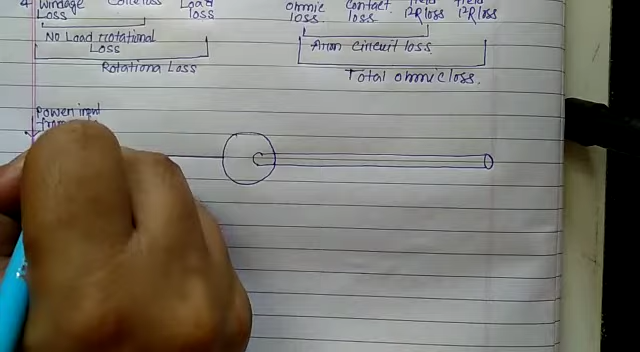 Windage Core loss Load ohmic Contact field field
Loss loss loss. loss I²R loss I²R loss
No Load Rotational Arm circuit loss
Loss
Rotationa Loss Total ohmic loss.
Power input